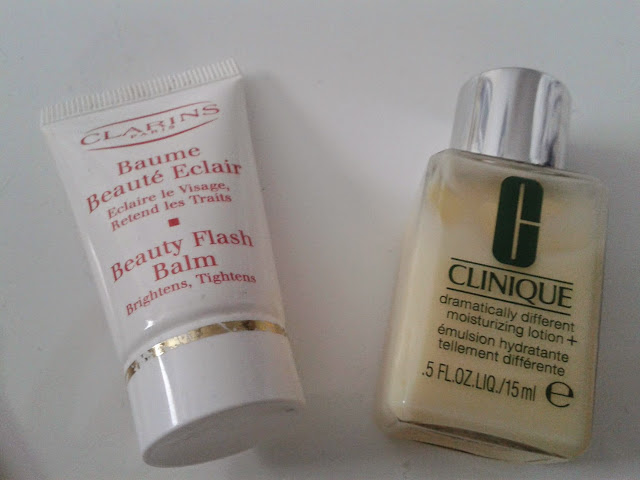 CLARINS
PARIS
Baume
Beauté Eclair
Eclaire le Visage,
Retend les Traits
Beauty Flash
Balm
Brightens, Tightens
CLINIQUE
dramatically different
moisturizing lotion+
émulsion hydratante
tellement différente
.5 FL.OZ.LIQ./15ml ℮